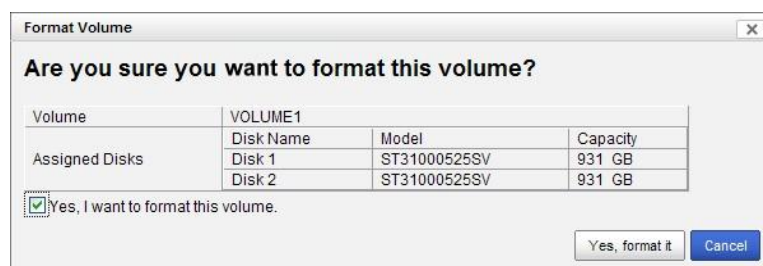 Format Volume
Are you sure you want to format this volume?
Volume VOLUME1
Assigned Disks
Disk Name Model Capacity
Disk 1 ST31000525SV 931 GB
Disk 2 ST31000525SV 931 GB
Yes, I want to format this volume.
Yes, format it Cancel